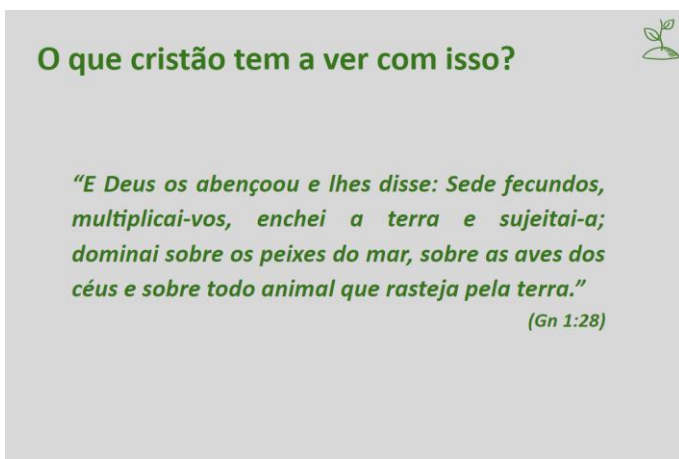 O que cristão tem a ver com isso?
“E Deus os abençoou e lhes disse: Sede fecundos,
multiplicai-vos, enchei a terra e sujeitai-a;
dominai sobre os peixes do mar, sobre as aves dos
céus e sobre todo animal que rasteja pela terra.”
(Gn 1:28)